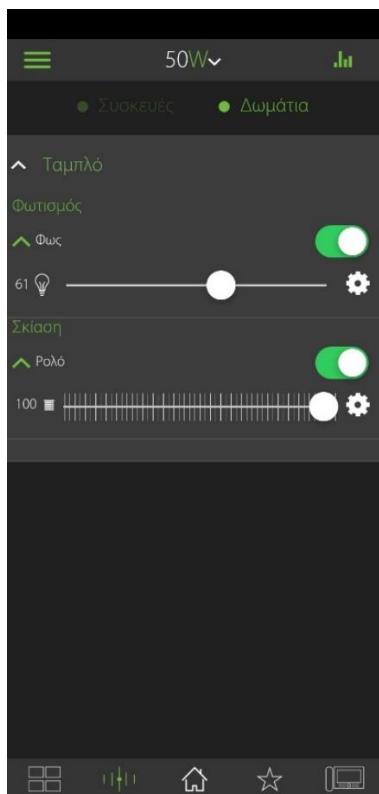 50W
Συσκευές Δωμάτια
Ταμπλό
Φωτισμός
Φως
61
Σκίαση
Ρολό
100